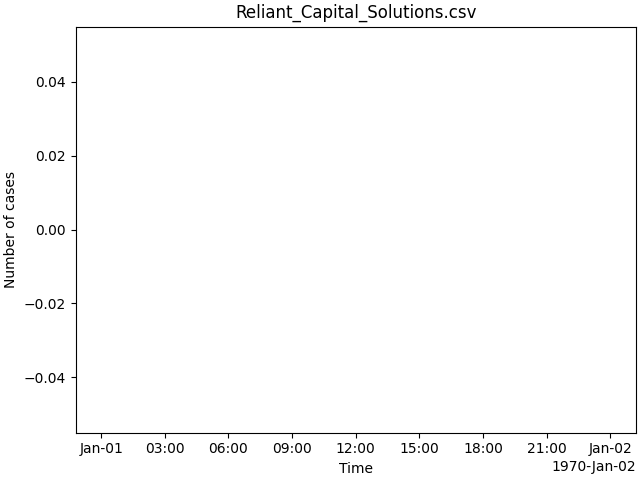 Reliant_Capital_Solutions.csv
Number of cases
0.04
0.02
0.00
−0.02
−0.04
Jan-01 03:00 06:00 09:00 12:00 15:00 18:00 21:00 Jan-02
1970-Jan-02
Time